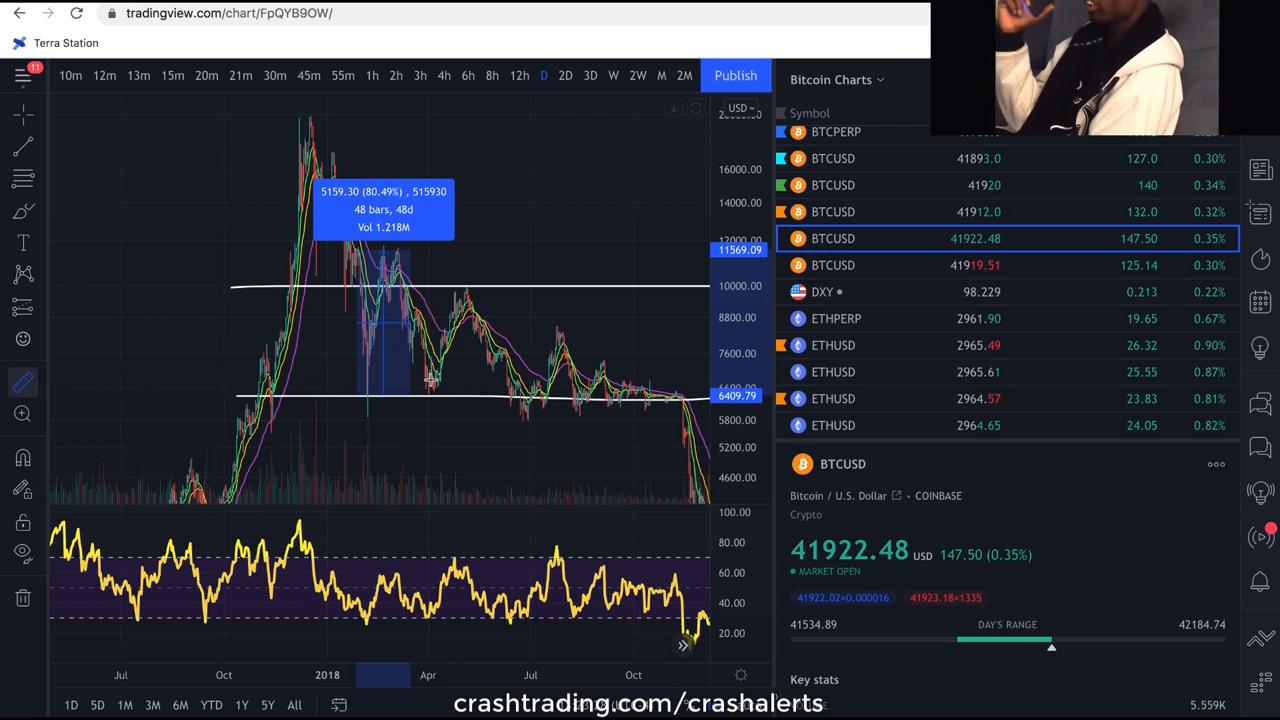 tradingview.com/chart/FpQYB9OW/
Terra Station
11
10m 12m 13m 15m 20m 21m 30m 45m 55m 1h 2h 3h 4h 6h 8h 12h D 2D 3D W 2W M 2M
Publish
USD
16000.00
14000.00
12000.00
11569.09
10000.00
8800.00
7600.00
6409.79
5800.00
5200.00
4600.00
5159.30 (80.49%) , 515930
48 bars, 48d
Vol 1.218M
100.00
80.00
60.00
40.00
20.00
Jul Oct 2018 Apr Jul Oct
1D 5D 1M 3M 6M YTD 1Y 5Y All
Bitcoin Charts
Symbol
BTCPERP
BTCUSD 41893.0 127.0 0.30%
BTCUSD 41920 140 0.34%
BTCUSD 41912.0 132.0 0.32%
BTCUSD 41922.48 147.50 0.35%
BTCUSD 41919.51 125.14 0.30%
DXY 98.229 0.213 0.22%
ETHPERP 2961.90 19.65 0.67%
ETHUSD 2965.49 26.32 0.90%
ETHUSD 2965.61 25.55 0.87%
ETHUSD 2964.57 23.83 0.81%
ETHUSD 2964.65 24.05 0.82%
BTCUSD
Bitcoin / U.S. Dollar • COINBASE
Crypto
41922.48 USD 147.50 (0.35%)
MARKET OPEN
41922.02×0.000016 41923.18×1335
41534.89 DAY'S RANGE 42184.74
Key stats
5.559K
crashtrading.com/crashalerts